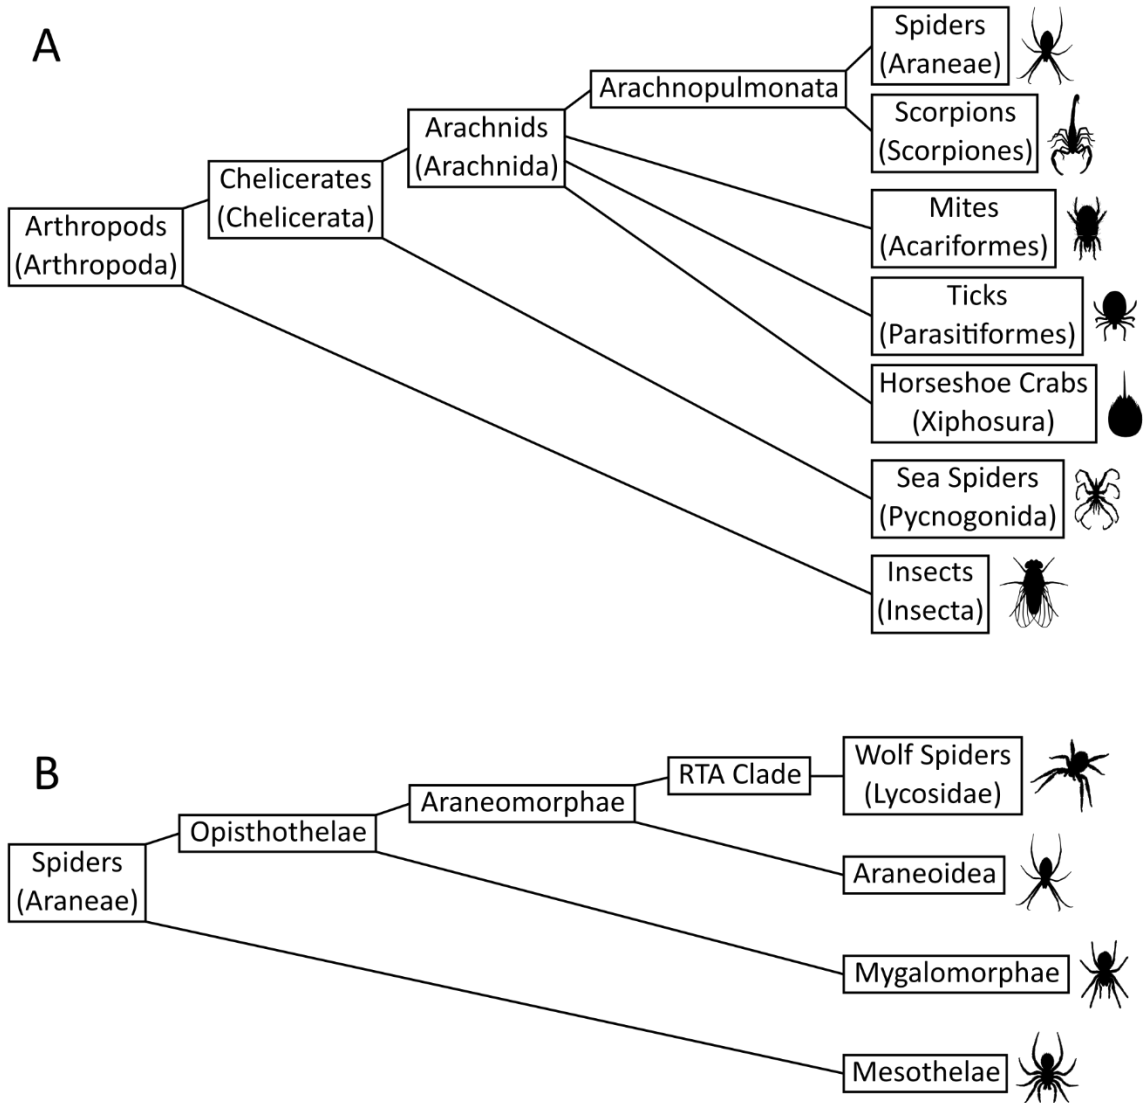 A
Spiders
(Araneae)
Arachnopulmonata
Scorpions
(Scorpiones)
Arachnids
(Arachnida)
Chelicerates
(Chelicerata)
Mites
(Acariformes)
Arthropods
(Arthropoda)
Ticks
(Parasitiformes)
Horseshoe Crabs
(Xiphosura)
Sea Spiders
(Pycnogonida)
Insects
(Insecta)
B
Wolf Spiders
(Lycosidae)
RTA Clade
Araneomorphae
Opisthothelae
Spiders
(Araneae)
Araneoidea
Mygalomorphae
Mesothelae